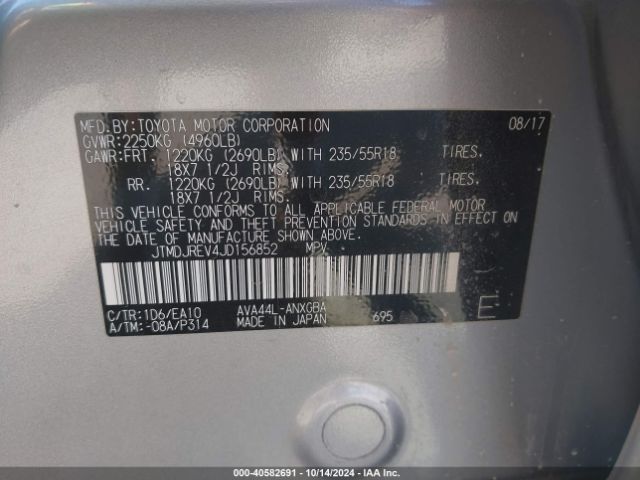 MFD.BY:TOYOTA MOTOR CORPORATION 08/17
GVWR:2250KG (4960LB)
GAWR:FRT. 1220KG (2690LB) WITH 235/55R18 TIRES.
18X7 1/2J RIMS.
RR. 1220KG (2690LB) WITH 235/55R18 TIRES.
18X7 1/2J RIMS.
THIS VEHICLE CONFORMS TO ALL APPLICABLE FEDERAL MOTOR
VEHICLE SAFETY AND THEFT PREVENTION STANDARDS IN EFFECT ON
THE DATE OF MANUFACTURE SHOWN ABOVE.
JTMDJREV4JD156852 MPV
C/TR:1D6/EA10 AVA44L-ANXGBA E
A/TM:-08A/P314 MADE IN JAPAN 695
000-40582691 - 10/14/2024 - IAA Inc.